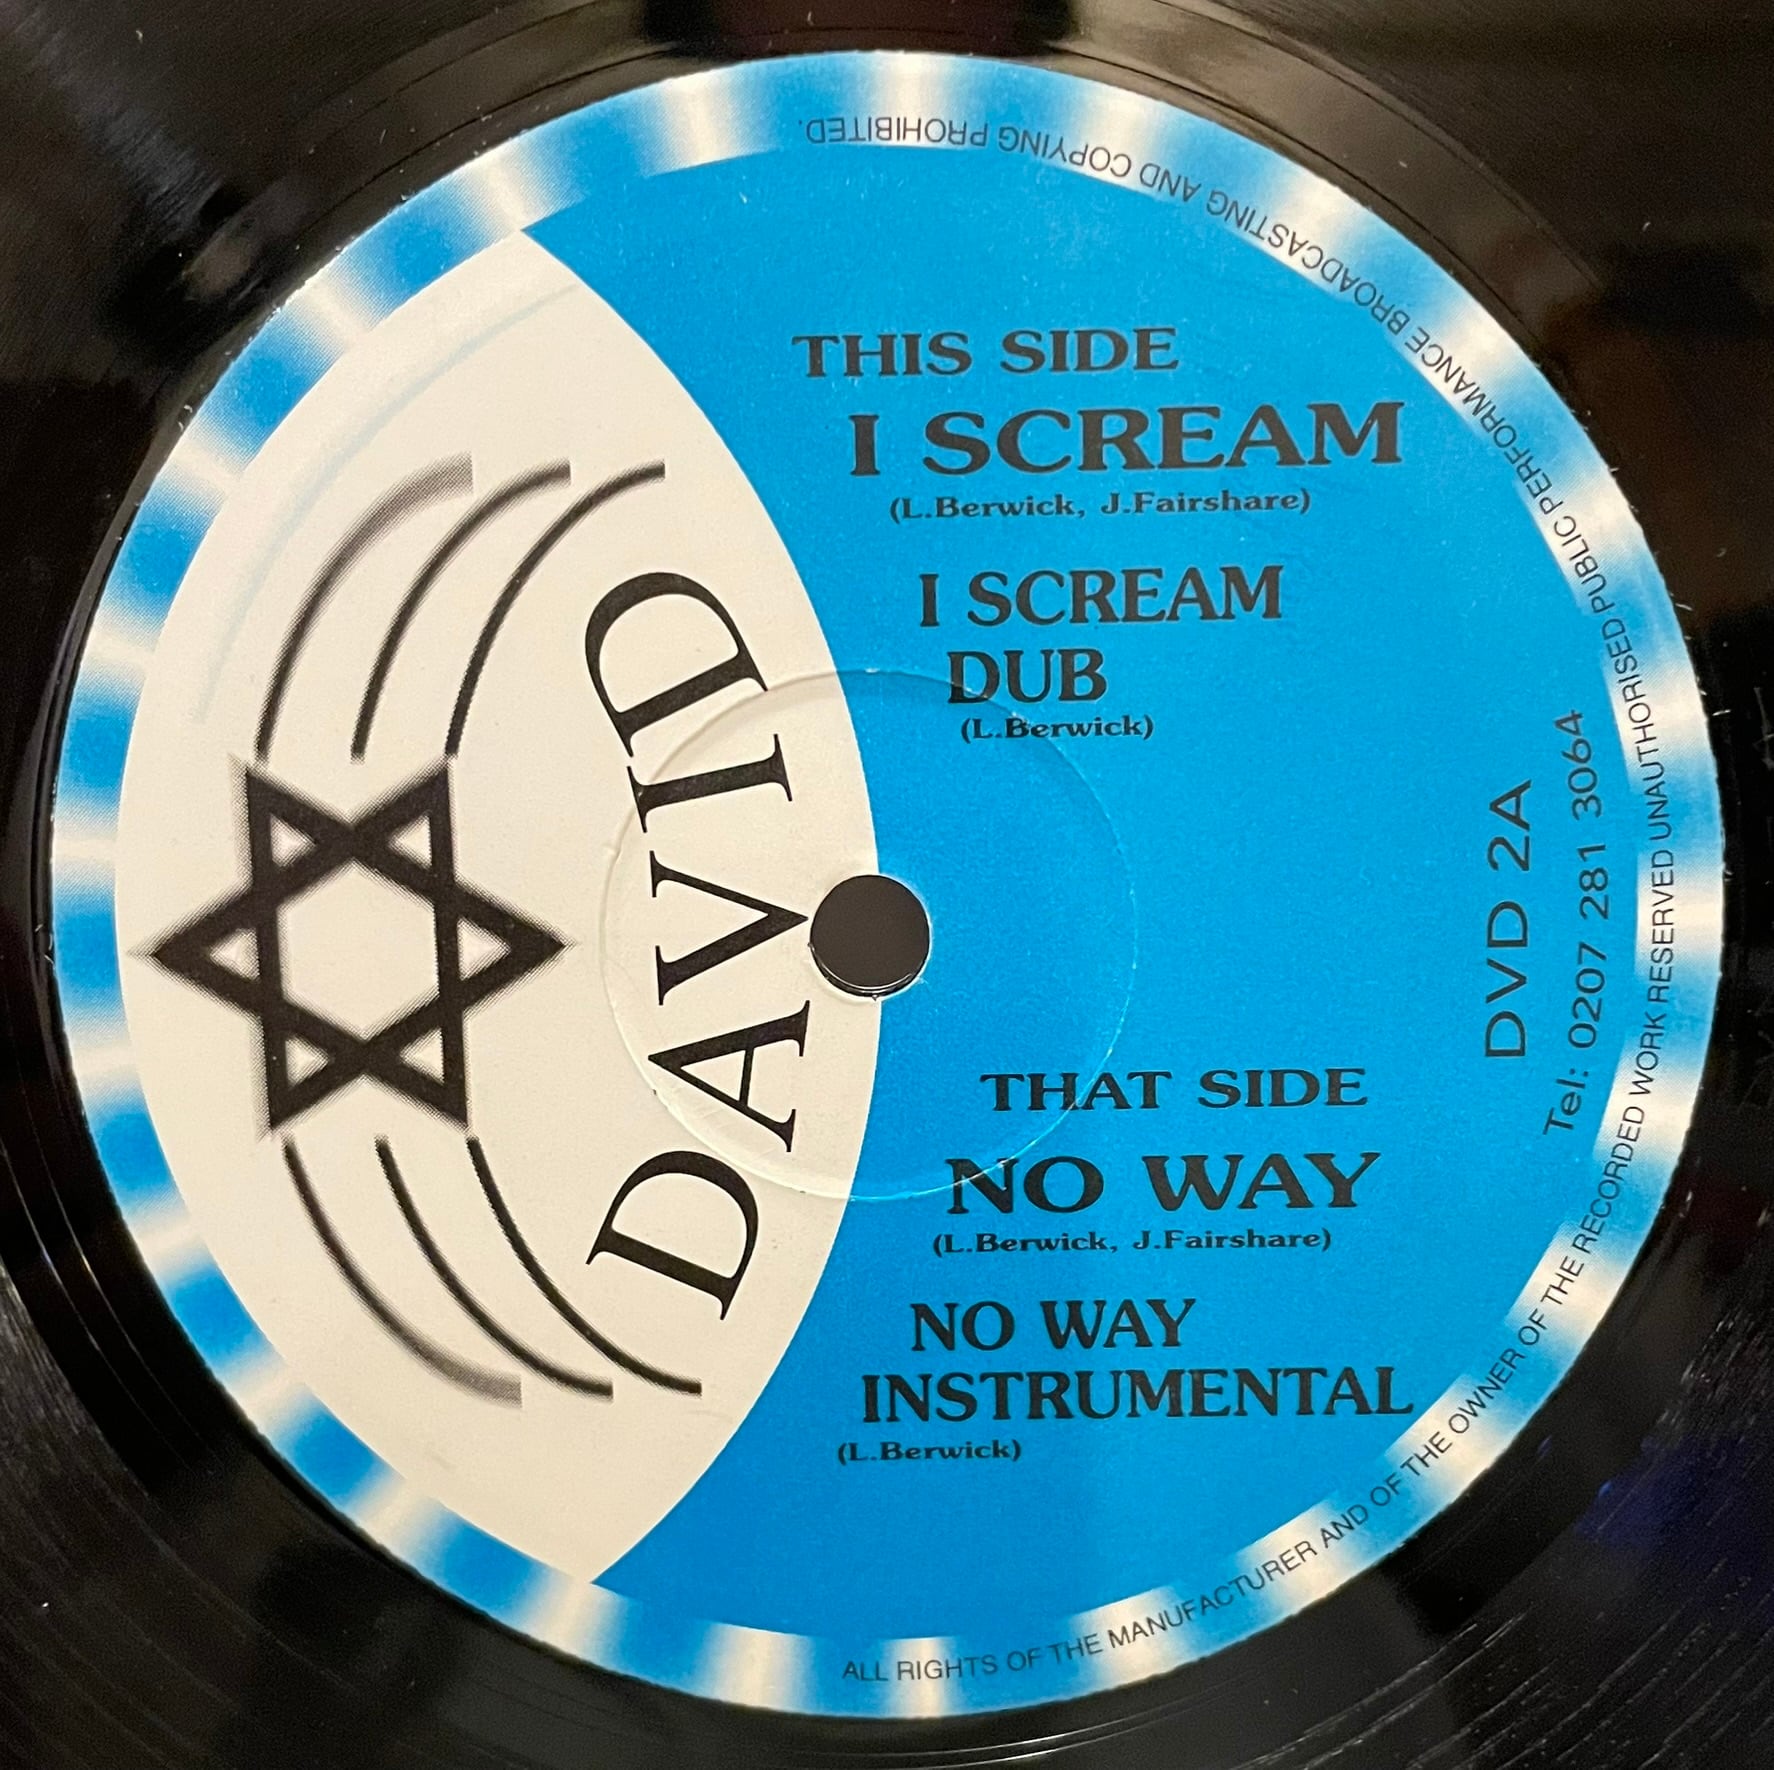 DAVID
THIS SIDE
I SCREAM
(L.Berwick, J.Fairshare)
I SCREAM
DUB
(L.Berwick)
THAT SIDE
NO WAY
(L.Berwick, J.Fairshare)
NO WAY
INSTRUMENTAL
(L.Berwick)
DVD 2A
Tel: 0207 281 3064
ALL RIGHTS OF THE MANUFACTURER AND OF THE OWNER OF THE RECORDED WORK RESERVED UNAUTHORISED PUBLIC PERFORMANCE BROADCASTING AND COPYING PROHIBITED.